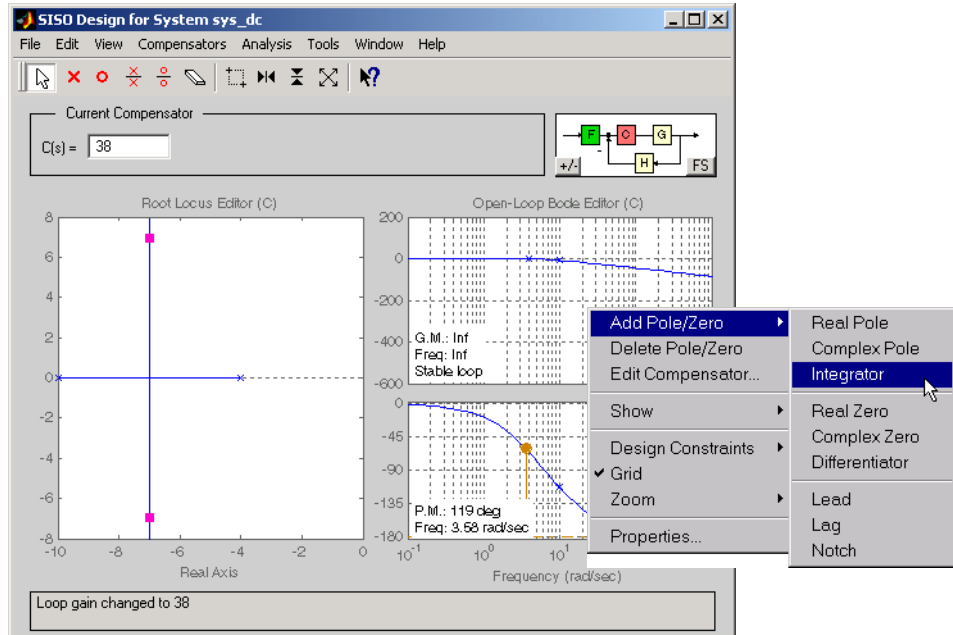 SISO Design for System sys_dc
File Edit View Compensators Analysis Tools Window Help
Current Compensator
C(s) = 38
F C G
H
+/- FS
Root Locus Editor (C)
8
6
4
2
0
-2
-4
-6
-8
-10 -8 -6 -4 -2 0
Real Axis
Open-Loop Bode Editor (C)
200
0
-200
-400
-600
G.M.: Inf
Freq: Inf
Stable loop
0
-45
-90
-135
-180
P.M.: 119 deg
Freq: 3.58 rad/sec
10^-1 10^0 10^1
Frequency (rad/sec)
Add Pole/Zero
Delete Pole/Zero
Edit Compensator...
Show
Design Constraints
Grid
Zoom
Properties...
Real Pole
Complex Pole
Integrator
Real Zero
Complex Zero
Differentiator
Lead
Lag
Notch
Loop gain changed to 38